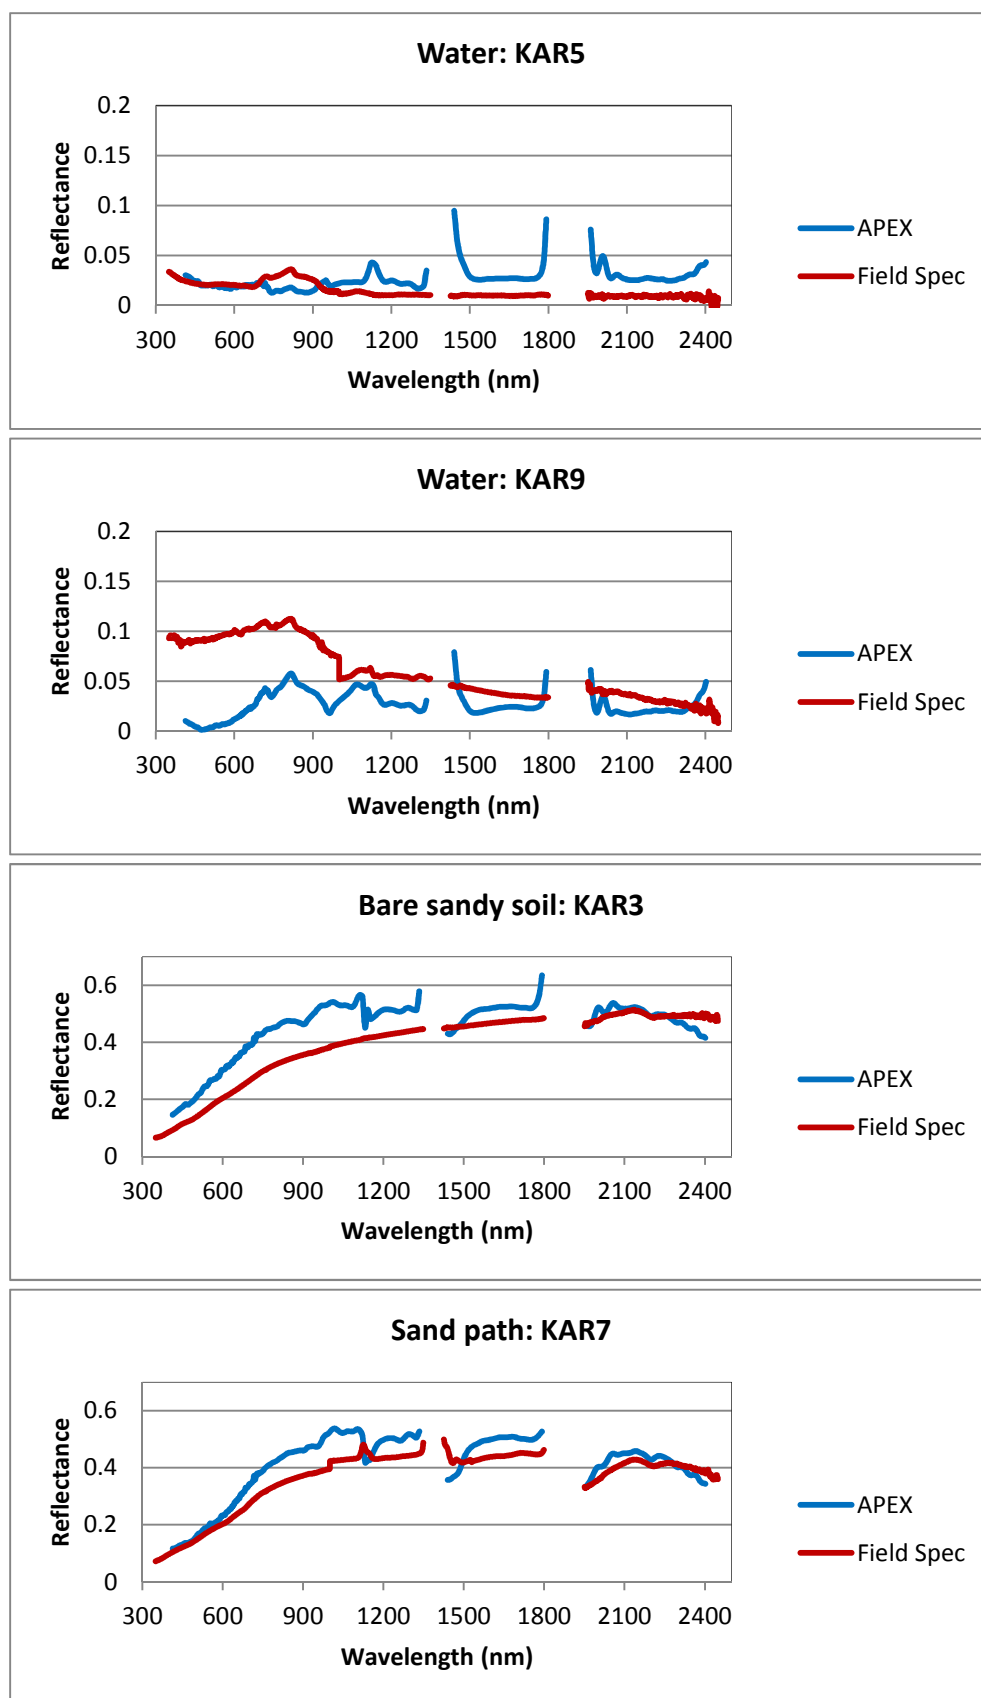 Water: KAR5
0.2
0.15
0.1
0.05
0
Reflectance
300 600 900 1200 1500 1800 2100 2400
Wavelength (nm)
APEX
Field Spec
Water: KAR9
0.2
0.15
0.1
0.05
0
Reflectance
300 600 900 1200 1500 1800 2100 2400
Wavelength (nm)
APEX
Field Spec
Bare sandy soil: KAR3
0.6
0.4
0.2
0
Reflectance
300 600 900 1200 1500 1800 2100 2400
Wavelength (nm)
APEX
Field Spec
Sand path: KAR7
0.6
0.4
0.2
0
Reflectance
300 600 900 1200 1500 1800 2100 2400
Wavelength (nm)
APEX
Field Spec